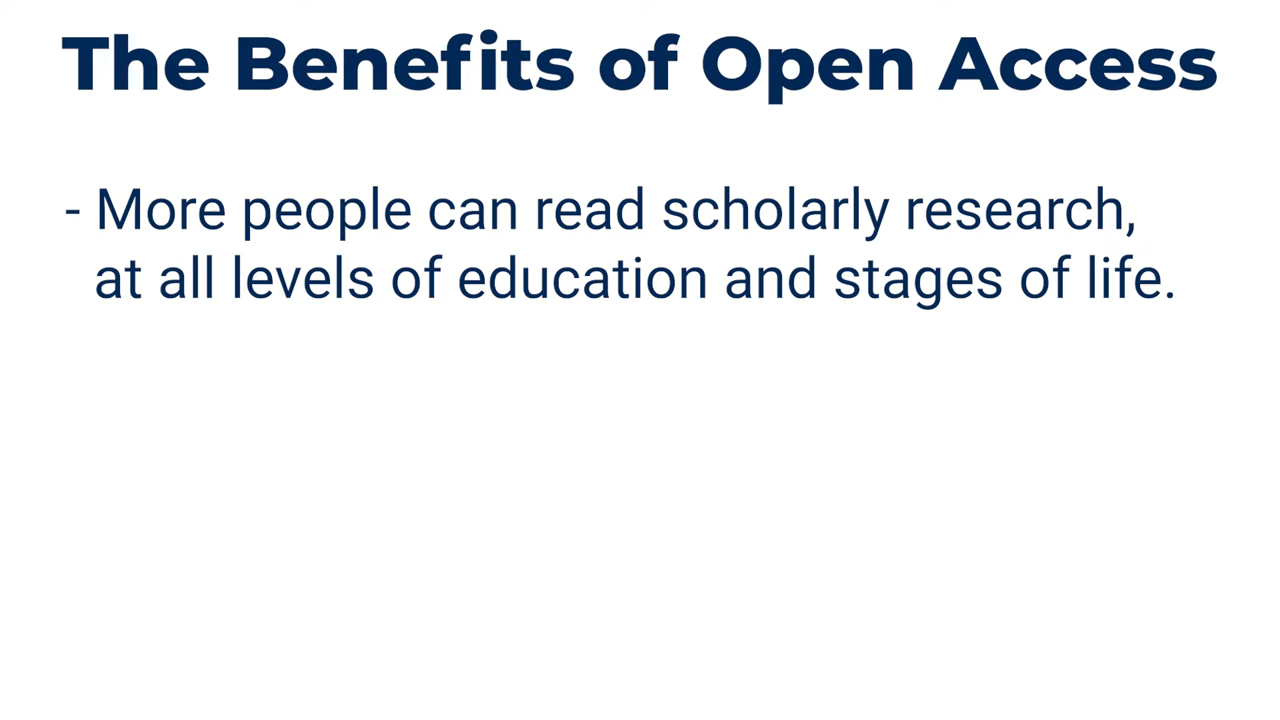 The Benefits of Open Access
- More people can read scholarly research,
at all levels of education and stages of life.